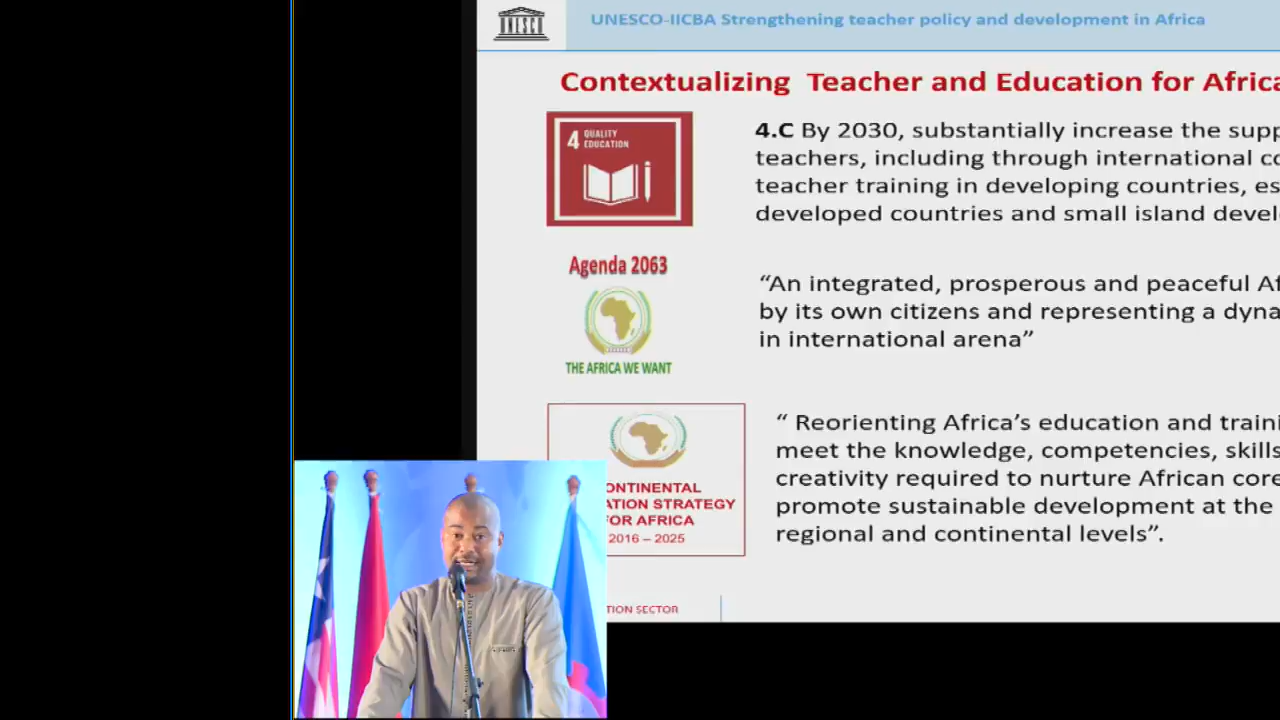 UNESCO
UNESCO-IICBA Strengthening teacher policy and development in Africa
Contextualizing Teacher and Education for Africa
4 QUALITY
EDUCATION
4.C By 2030, substantially increase the supp
teachers, including through international co
teacher training in developing countries, es
developed countries and small island devel
Agenda 2063
THE AFRICA WE WANT
“An integrated, prosperous and peaceful Af
by its own citizens and representing a dyna
in international arena”
ONTINENTAL
ATION STRATEGY
FOR AFRICA
2016 – 2025
“ Reorienting Africa’s education and traini
meet the knowledge, competencies, skills
creativity required to nurture African core
promote sustainable development at the
regional and continental levels”.
TION SECTOR